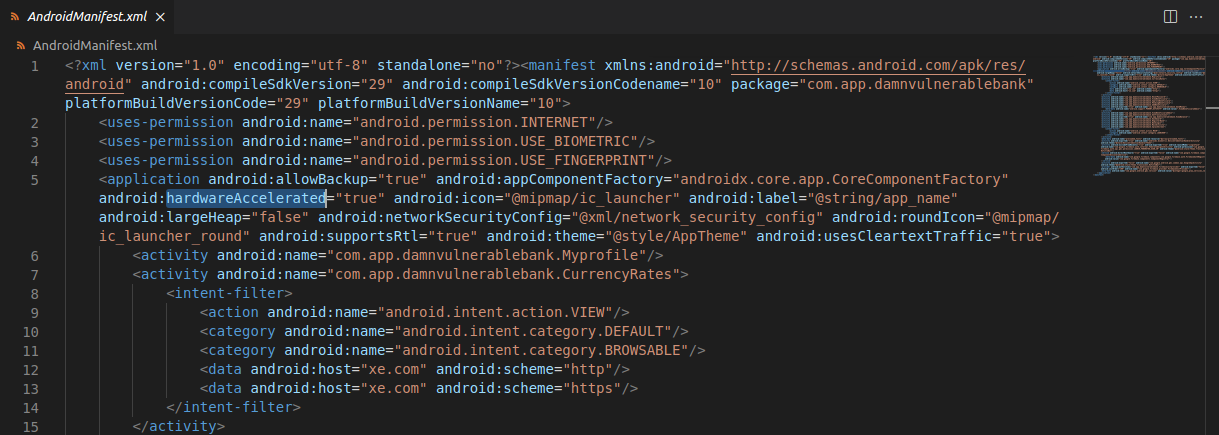 AndroidManifest.xml ×
AndroidManifest.xml
1 <?xml version="1.0" encoding="utf-8" standalone="no"?><manifest xmlns:android="http://schemas.android.com/apk/res/
android" android:compileSdkVersion="29" android:compileSdkVersionCodename="10" package="com.app.damnvulnerablebank"
platformBuildVersionCode="29" platformBuildVersionName="10">
2 <uses-permission android:name="android.permission.INTERNET"/>
3 <uses-permission android:name="android.permission.USE_BIOMETRIC"/>
4 <uses-permission android:name="android.permission.USE_FINGERPRINT"/>
5 <application android:allowBackup="true" android:appComponentFactory="androidx.core.app.CoreComponentFactory"
android:hardwareAccelerated="true" android:icon="@mipmap/ic_launcher" android:label="@string/app_name"
android:largeHeap="false" android:networkSecurityConfig="@xml/network_security_config" android:roundIcon="@mipmap/
ic_launcher_round" android:supportsRtl="true" android:theme="@style/AppTheme" android:usesCleartextTraffic="true">
6 <activity android:name="com.app.damnvulnerablebank.Myprofile"/>
7 <activity android:name="com.app.damnvulnerablebank.CurrencyRates">
8 <intent-filter>
9 <action android:name="android.intent.action.VIEW"/>
10 <category android:name="android.intent.category.DEFAULT"/>
11 <category android:name="android.intent.category.BROWSABLE"/>
12 <data android:host="xe.com" android:scheme="http"/>
13 <data android:host="xe.com" android:scheme="https"/>
14 </intent-filter>
15 </activity>